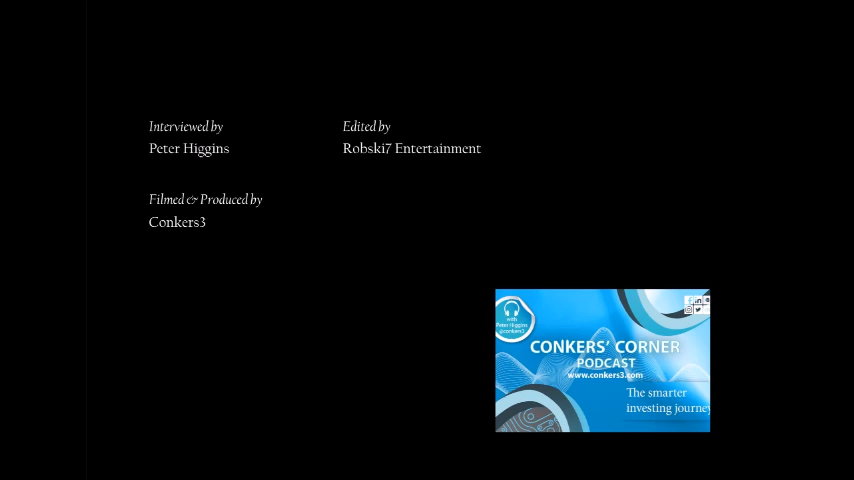 Interviewed by
Peter Higgins
Edited by
Robski7 Entertainment
Filmed & Produced by
Conkers3
with
Peter Higgins
@conkers3
CONKERS' CORNER
PODCAST
www.conkers3.com
The smarter
investing journey